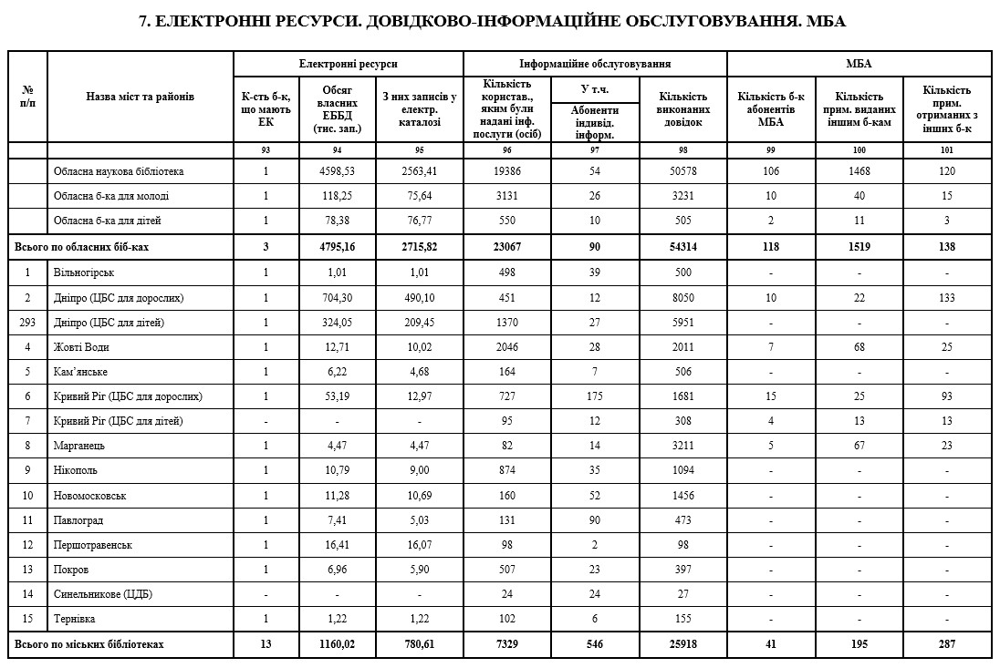 7. ЕЛЕКТРОННІ РЕСУРСИ. ДОВІДКОВО-ІНФОРМАЦІЙНЕ ОБСЛУГОВУВАННЯ. МБА
№ п/п | Назва міст та районів | Електронні ресурси | Інформаційне обслуговування | МБА
К-сть б-к, що мають ЕК | Обсяг власних ЕББД (тис. зап.) | З них записів у електр. каталозі | Кількість користав., яким були надані інф. послуги (осіб) | У т.ч. Абоненти індивід. інформ. | Кількість виконаних довідок | Кількість б-к абонентів МБА | Кількість прим. виданих іншим б-кам | Кількість прим. отриманих з інших б-к
93 | 94 | 95 | 96 | 97 | 98 | 99 | 100 | 101
Обласна наукова бібліотека | 1 | 4598,53 | 2563,41 | 19386 | 54 | 50578 | 106 | 1468 | 120
Обласна б-ка для молоді | 1 | 118,25 | 75,64 | 3131 | 26 | 3231 | 10 | 40 | 15
Обласна б-ка для дітей | 1 | 78,38 | 76,77 | 550 | 10 | 505 | 2 | 11 | 3
Всього по обласних біб-ках | 3 | 4795,16 | 2715,82 | 23067 | 90 | 54314 | 118 | 1519 | 138
1 | Вільногірськ | 1 | 1,01 | 1,01 | 498 | 39 | 500 | - | - | -
2 | Дніпро (ЦБС для дорослих) | 1 | 704,30 | 490,10 | 451 | 12 | 8050 | 10 | 22 | 133
293 | Дніпро (ЦБС для дітей) | 1 | 324,05 | 209,45 | 1370 | 27 | 5951 | - | - | -
4 | Жовті Води | 1 | 12,71 | 10,02 | 2046 | 28 | 2011 | 7 | 68 | 25
5 | Кам’янське | 1 | 6,22 | 4,68 | 164 | 7 | 506 | - | - | -
6 | Кривий Ріг (ЦБС для дорослих) | 1 | 53,19 | 12,97 | 727 | 175 | 1681 | 15 | 25 | 93
7 | Кривий Ріг (ЦБС для дітей) | - | - | - | 95 | 12 | 308 | 4 | 13 | 13
8 | Марганець | 1 | 4,47 | 4,47 | 82 | 14 | 3211 | 5 | 67 | 23
9 | Нікополь | 1 | 10,79 | 9,00 | 874 | 35 | 1094 | - | - | -
10 | Новомосковськ | 1 | 11,28 | 10,69 | 160 | 52 | 1456 | - | - | -
11 | Павлоград | 1 | 7,41 | 5,03 | 131 | 90 | 473 | - | - | -
12 | Першотравенськ | 1 | 16,41 | 16,07 | 98 | 2 | 98 | - | - | -
13 | Покров | 1 | 6,96 | 5,90 | 507 | 23 | 397 | - | - | -
14 | Синельникове (ЦДБ) | - | - | - | 24 | 24 | 27 | - | - | -
15 | Тернівка | 1 | 1,22 | 1,22 | 102 | 6 | 155 | - | - | -
Всього по міських бібліотеках | 13 | 1160,02 | 780,61 | 7329 | 546 | 25918 | 41 | 195 | 287